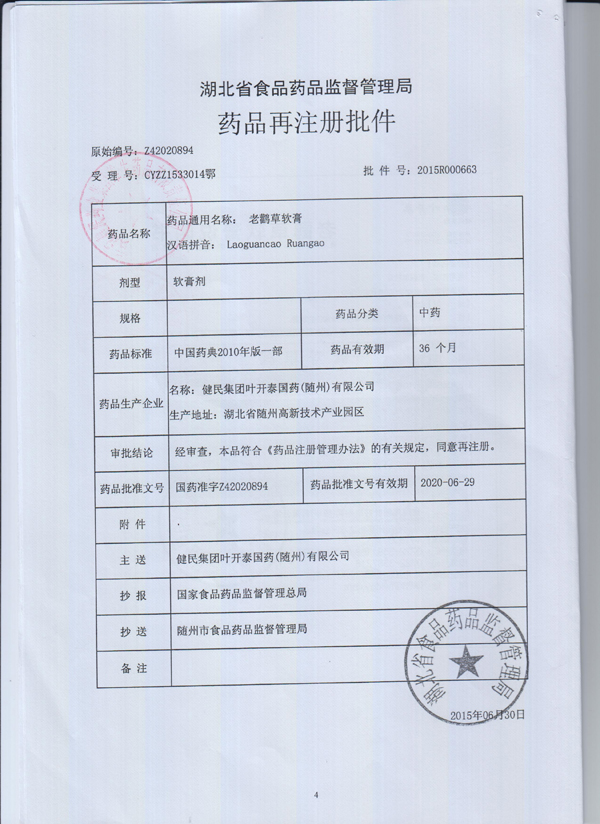 湖北省食品药品监督管理局
药品再注册批件
原始编号: Z42020894
受 理 号: CYZZ1533014鄂
批 件 号: 2015R000663
药品名称
药品通用名称: 老鹳草软膏
汉语拼音: Laoguancao Ruangao
剂型 软膏剂
规格 药品分类 中药
药品标准 中国药典2010年版一部 药品有效期 36 个月
药品生产企业
名称: 健民集团叶开泰国药(随州)有限公司
生产地址: 湖北省随州高新技术产业园区
审批结论 经审查, 本品符合《药品注册管理办法》的有关规定, 同意再注册。
药品批准文号 国药准字Z42020894 药品批准文号有效期 2020-06-29
附 件
主 送 健民集团叶开泰国药(随州)有限公司
抄 报 国家食品药品监督管理总局
抄 送 随州市食品药品监督管理局
备 注
湖北省食品药品监督管理局
2015年06月30日
4